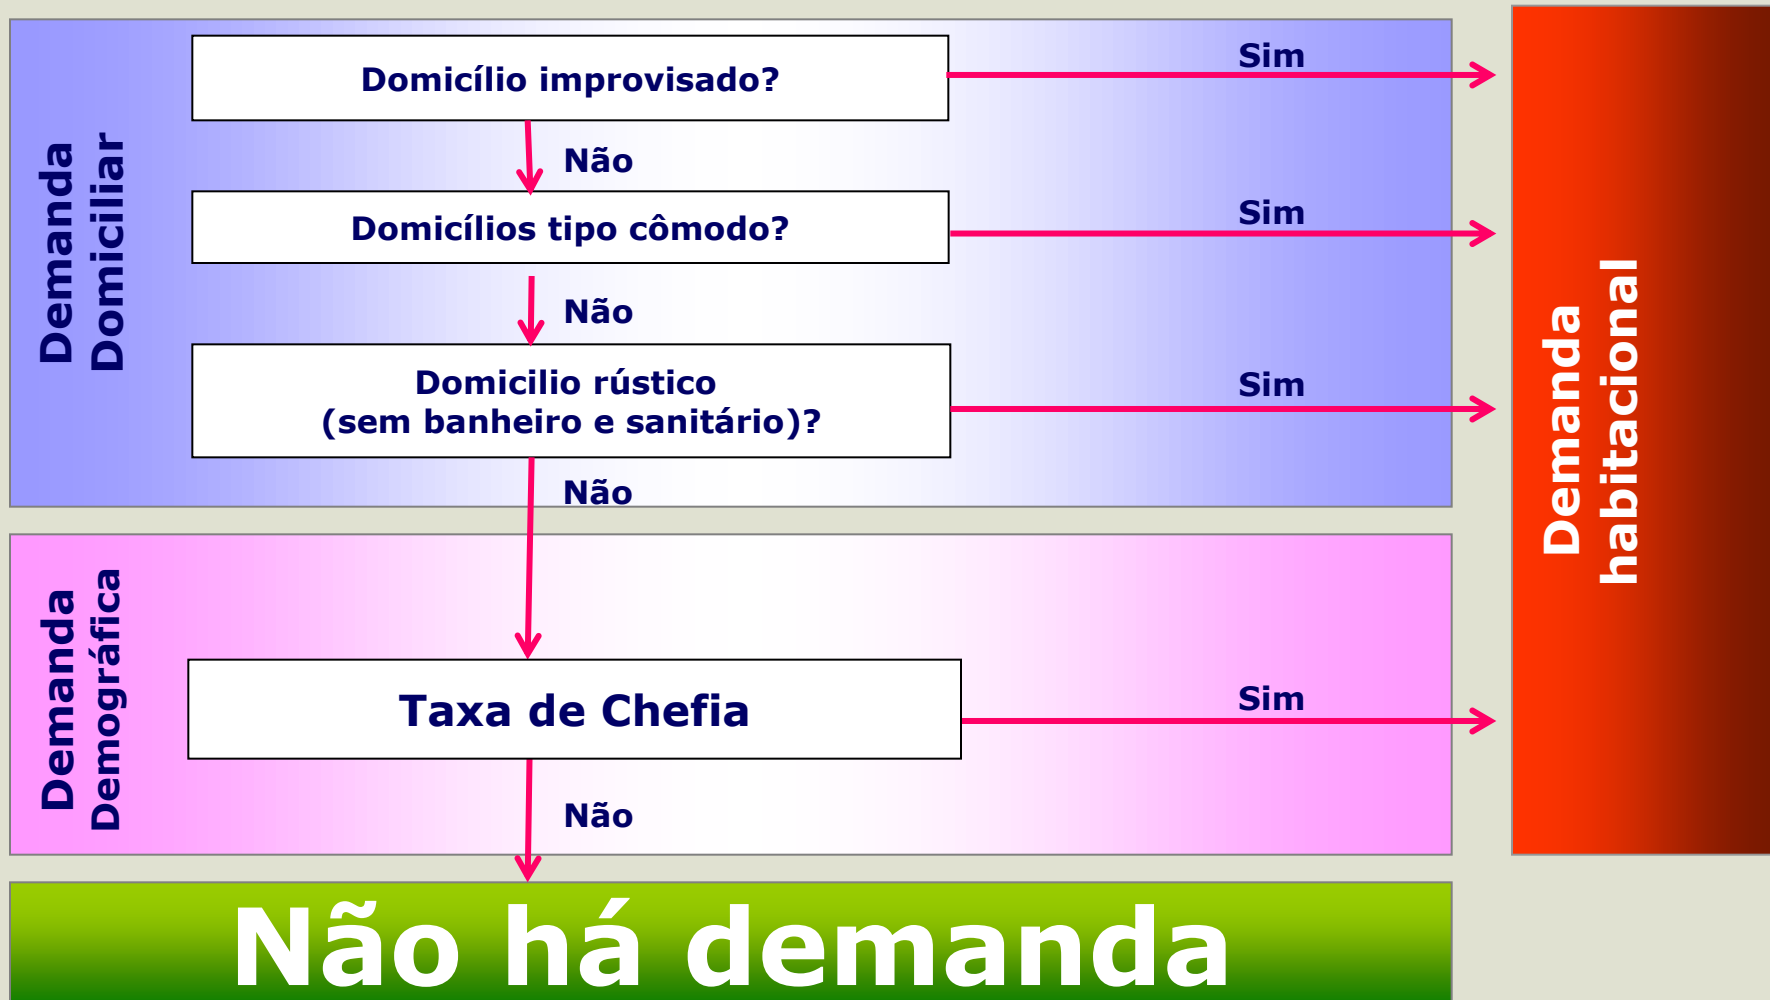 Demanda
Domiciliar
Domicílio improvisado?
Sim
Não
Domicílios tipo cômodo?
Sim
Não
Domicilio rústico
(sem banheiro e sanitário)?
Sim
Não
Demanda
Demográfica
Taxa de Chefia
Sim
Não
Demanda
habitacional
Não há demanda